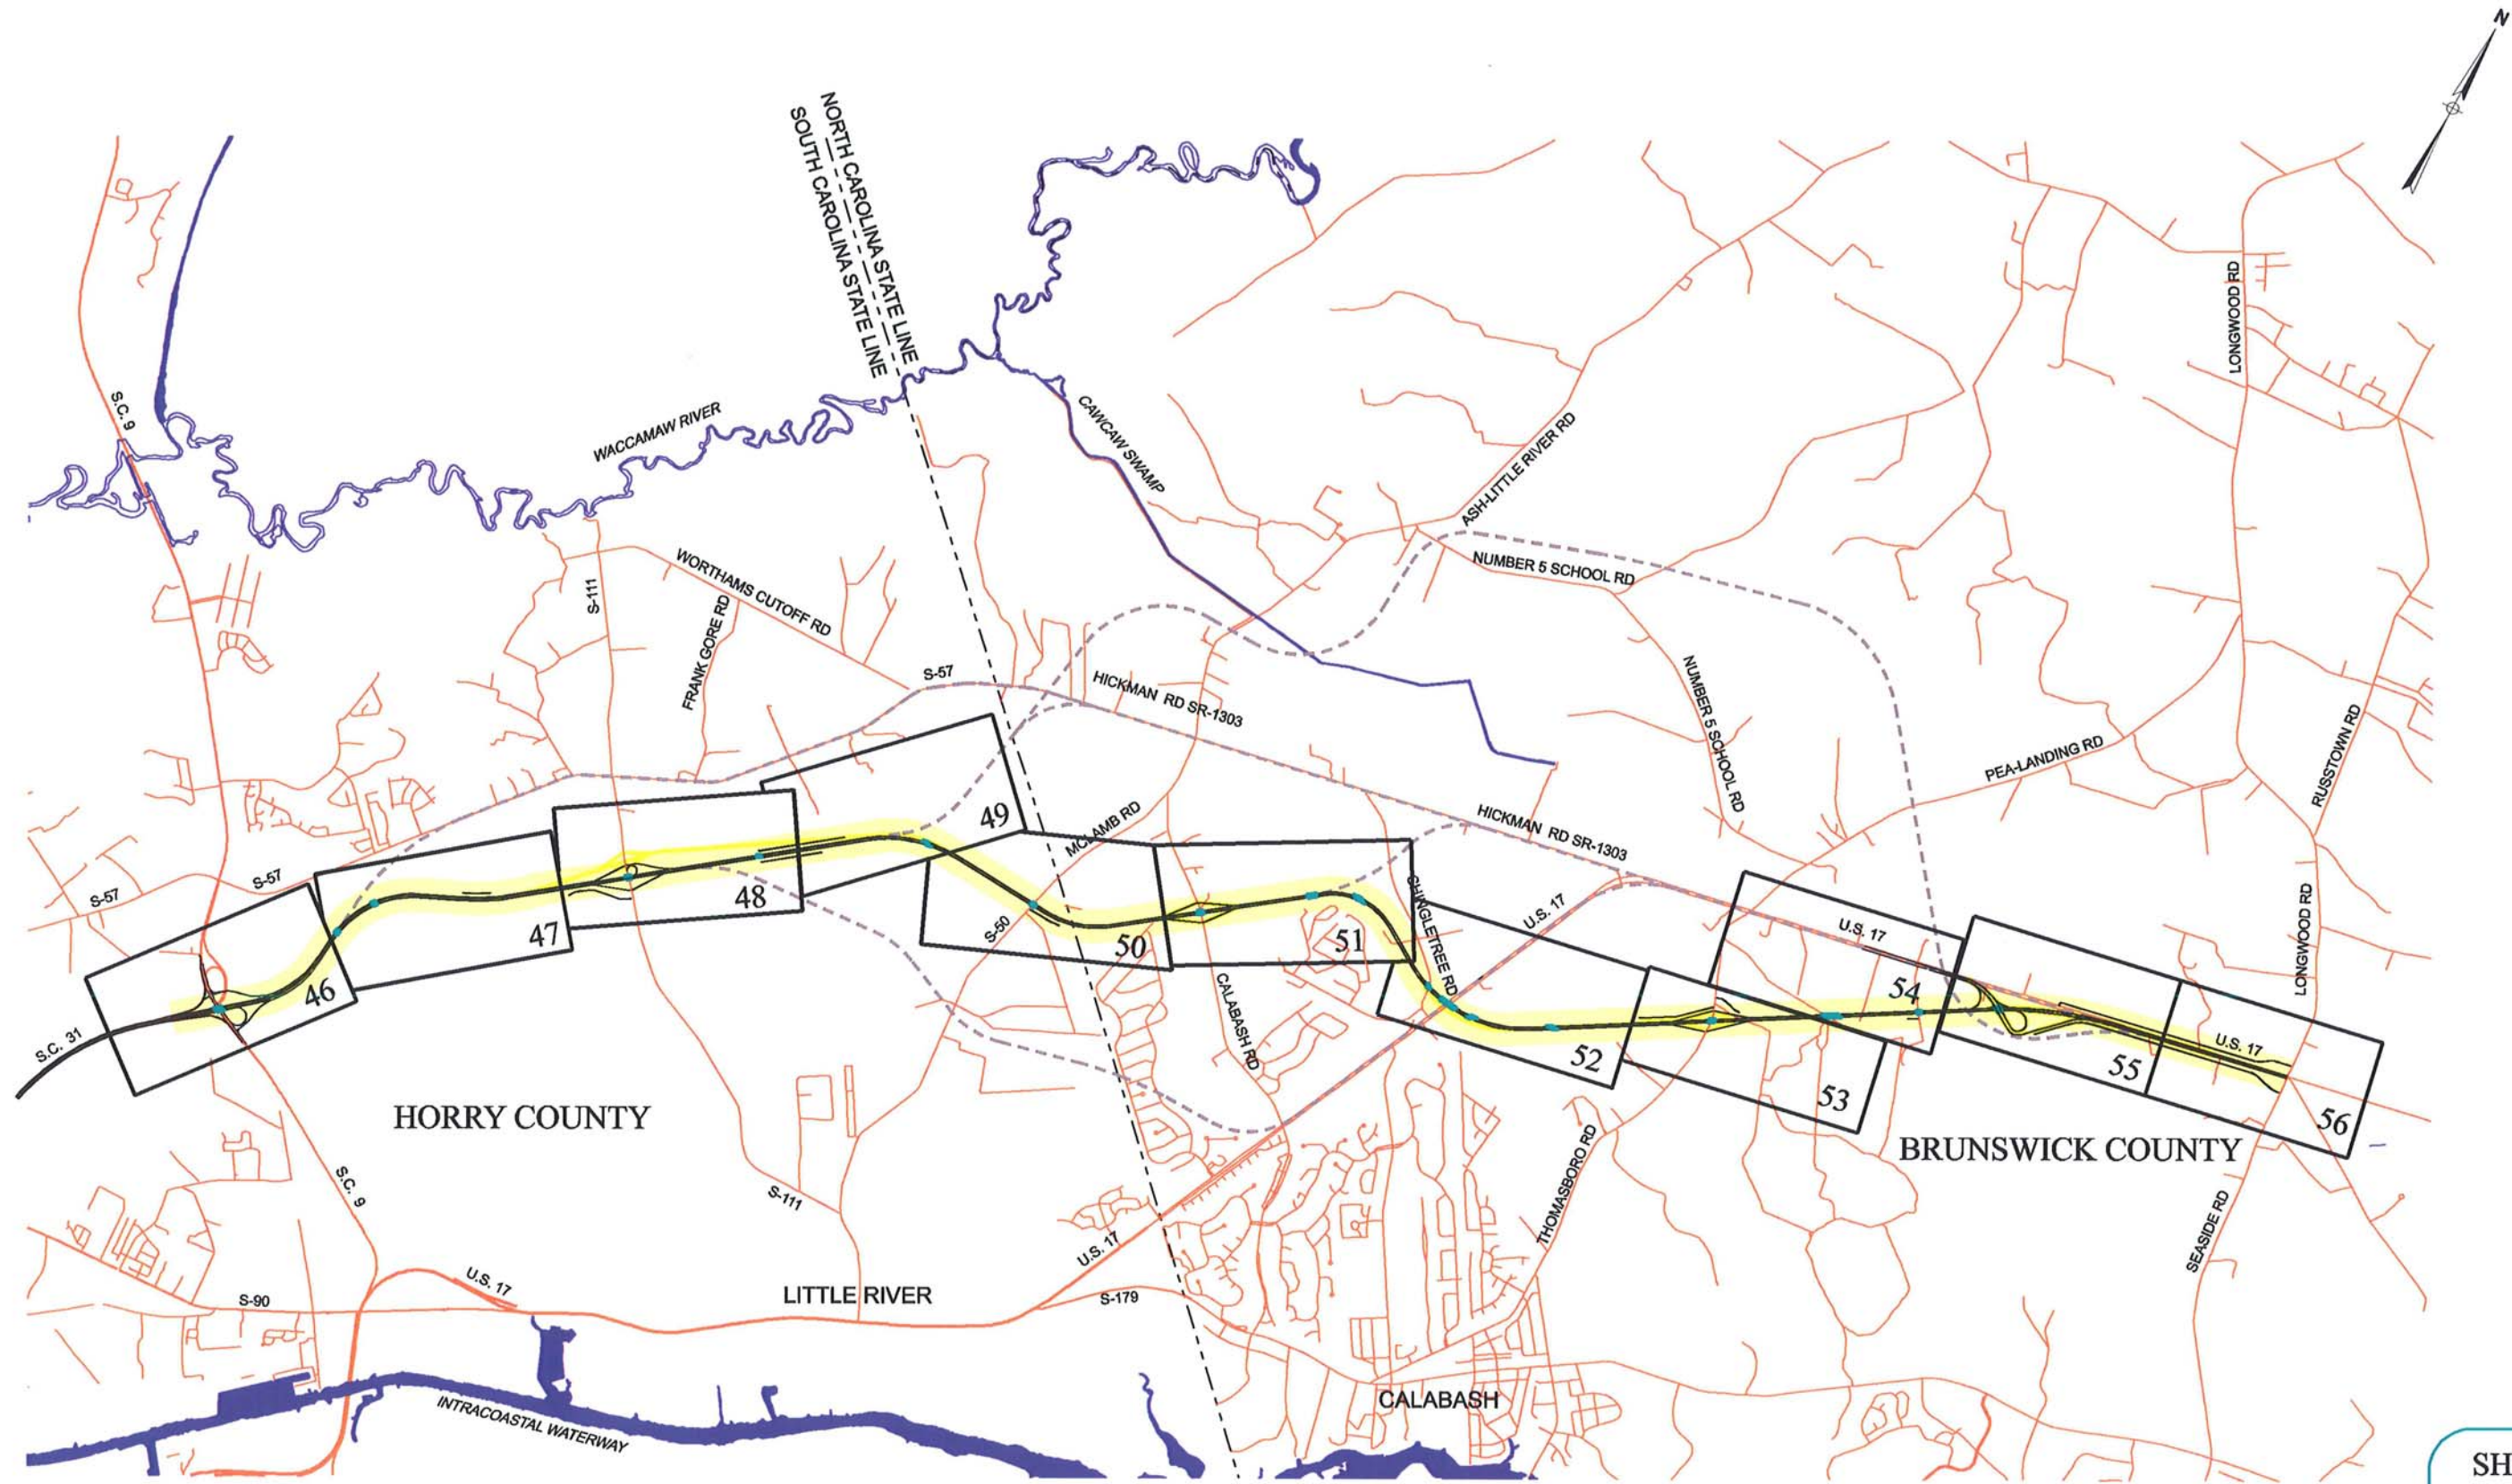 N
NORTH CAROLINA STATE LINE
SOUTH CAROLINA STATE LINE
LONGWOOD RD
S.C. 9
WACCAMAW RIVER
CAWCAW SWAMP
ASH-LITTLE RIVER RD
NUMBER 5 SCHOOL RD
WORTHAMS CUTOFF RD
S-111
FRANK GORE RD
S-57
HICKMAN RD SR-1303
NUMBER 5 SCHOOL RD
PEA-LANDING RD
RUSSTOWN RD
HICKMAN RD SR-1303
49
MCLAMB RD
S-57
S-57
48
47
S-50
50
51
SHINGLETREE RD
U.S. 17
U.S. 17
LONGWOOD RD
46
54
S.C. 31
CALABASH RD
52
53
55
U.S. 17
56
HORRY COUNTY
BRUNSWICK COUNTY
S.C. 9
S-111
THOMASBORO RD
SEASIDE RD
U.S. 17
U.S. 17
S-90
LITTLE RIVER
S-179
INTRACOASTAL WATERWAY
CALABASH
SH